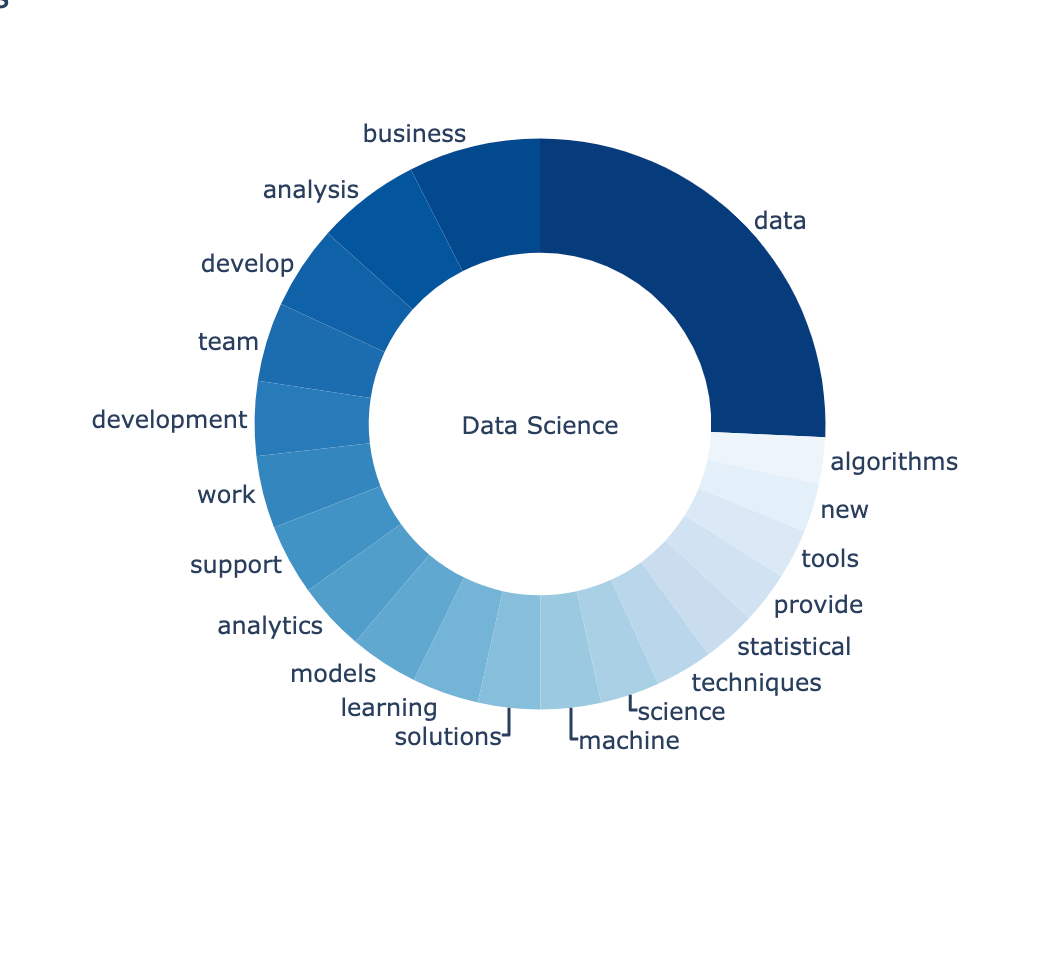 business
data
analysis
develop
team
development
Data Science
work
support
analytics
models
learning
solutions
algorithms
new
tools
provide
statistical
techniques
science
machine